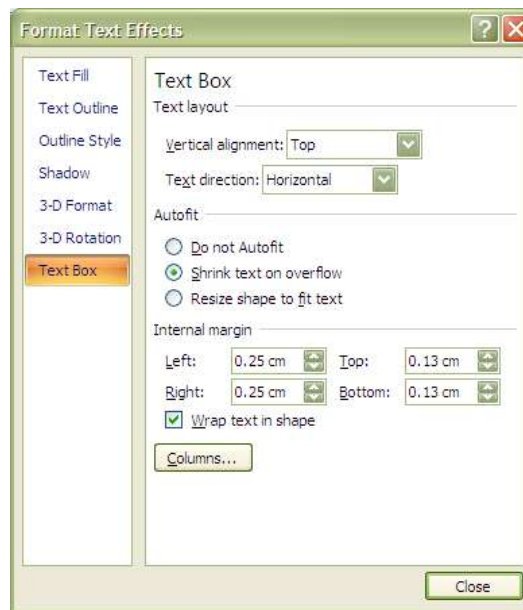 Format Text Effects
Text Fill
Text Outline
Outline Style
Shadow
3-D Format
3-D Rotation
Text Box
Text Box
Text layout
Vertical alignment: Top
Text direction: Horizontal
Autofit
Do not Autofit
Shrink text on overflow
Resize shape to fit text
Internal margin
Left: 0.25 cm Top: 0.13 cm
Right: 0.25 cm Bottom: 0.13 cm
Wrap text in shape
Columns...
Close